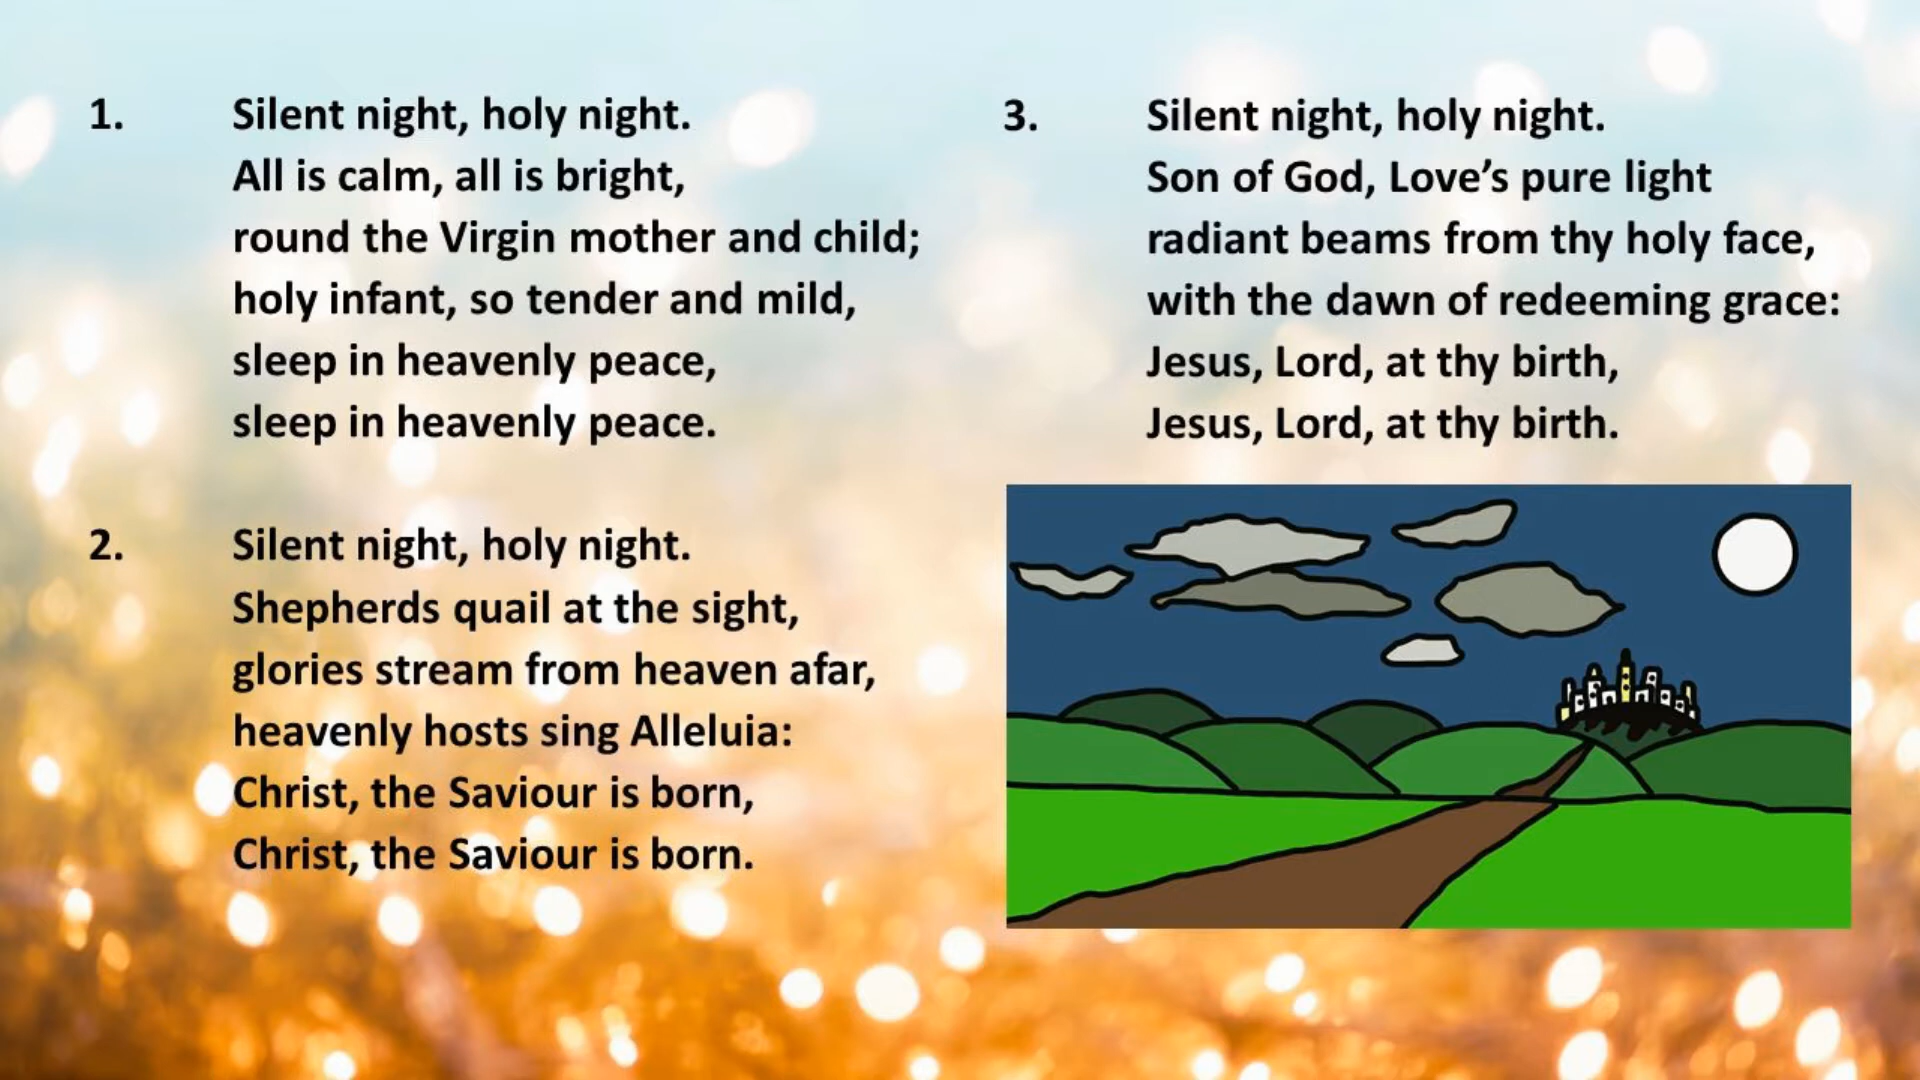 1. Silent night, holy night.
All is calm, all is bright,
round the Virgin mother and child;
holy infant, so tender and mild,
sleep in heavenly peace,
sleep in heavenly peace.
2. Silent night, holy night.
Shepherds quail at the sight,
glories stream from heaven afar,
heavenly hosts sing Alleluia:
Christ, the Saviour is born,
Christ, the Saviour is born.
3. Silent night, holy night.
Son of God, Love’s pure light
radiant beams from thy holy face,
with the dawn of redeeming grace:
Jesus, Lord, at thy birth,
Jesus, Lord, at thy birth.